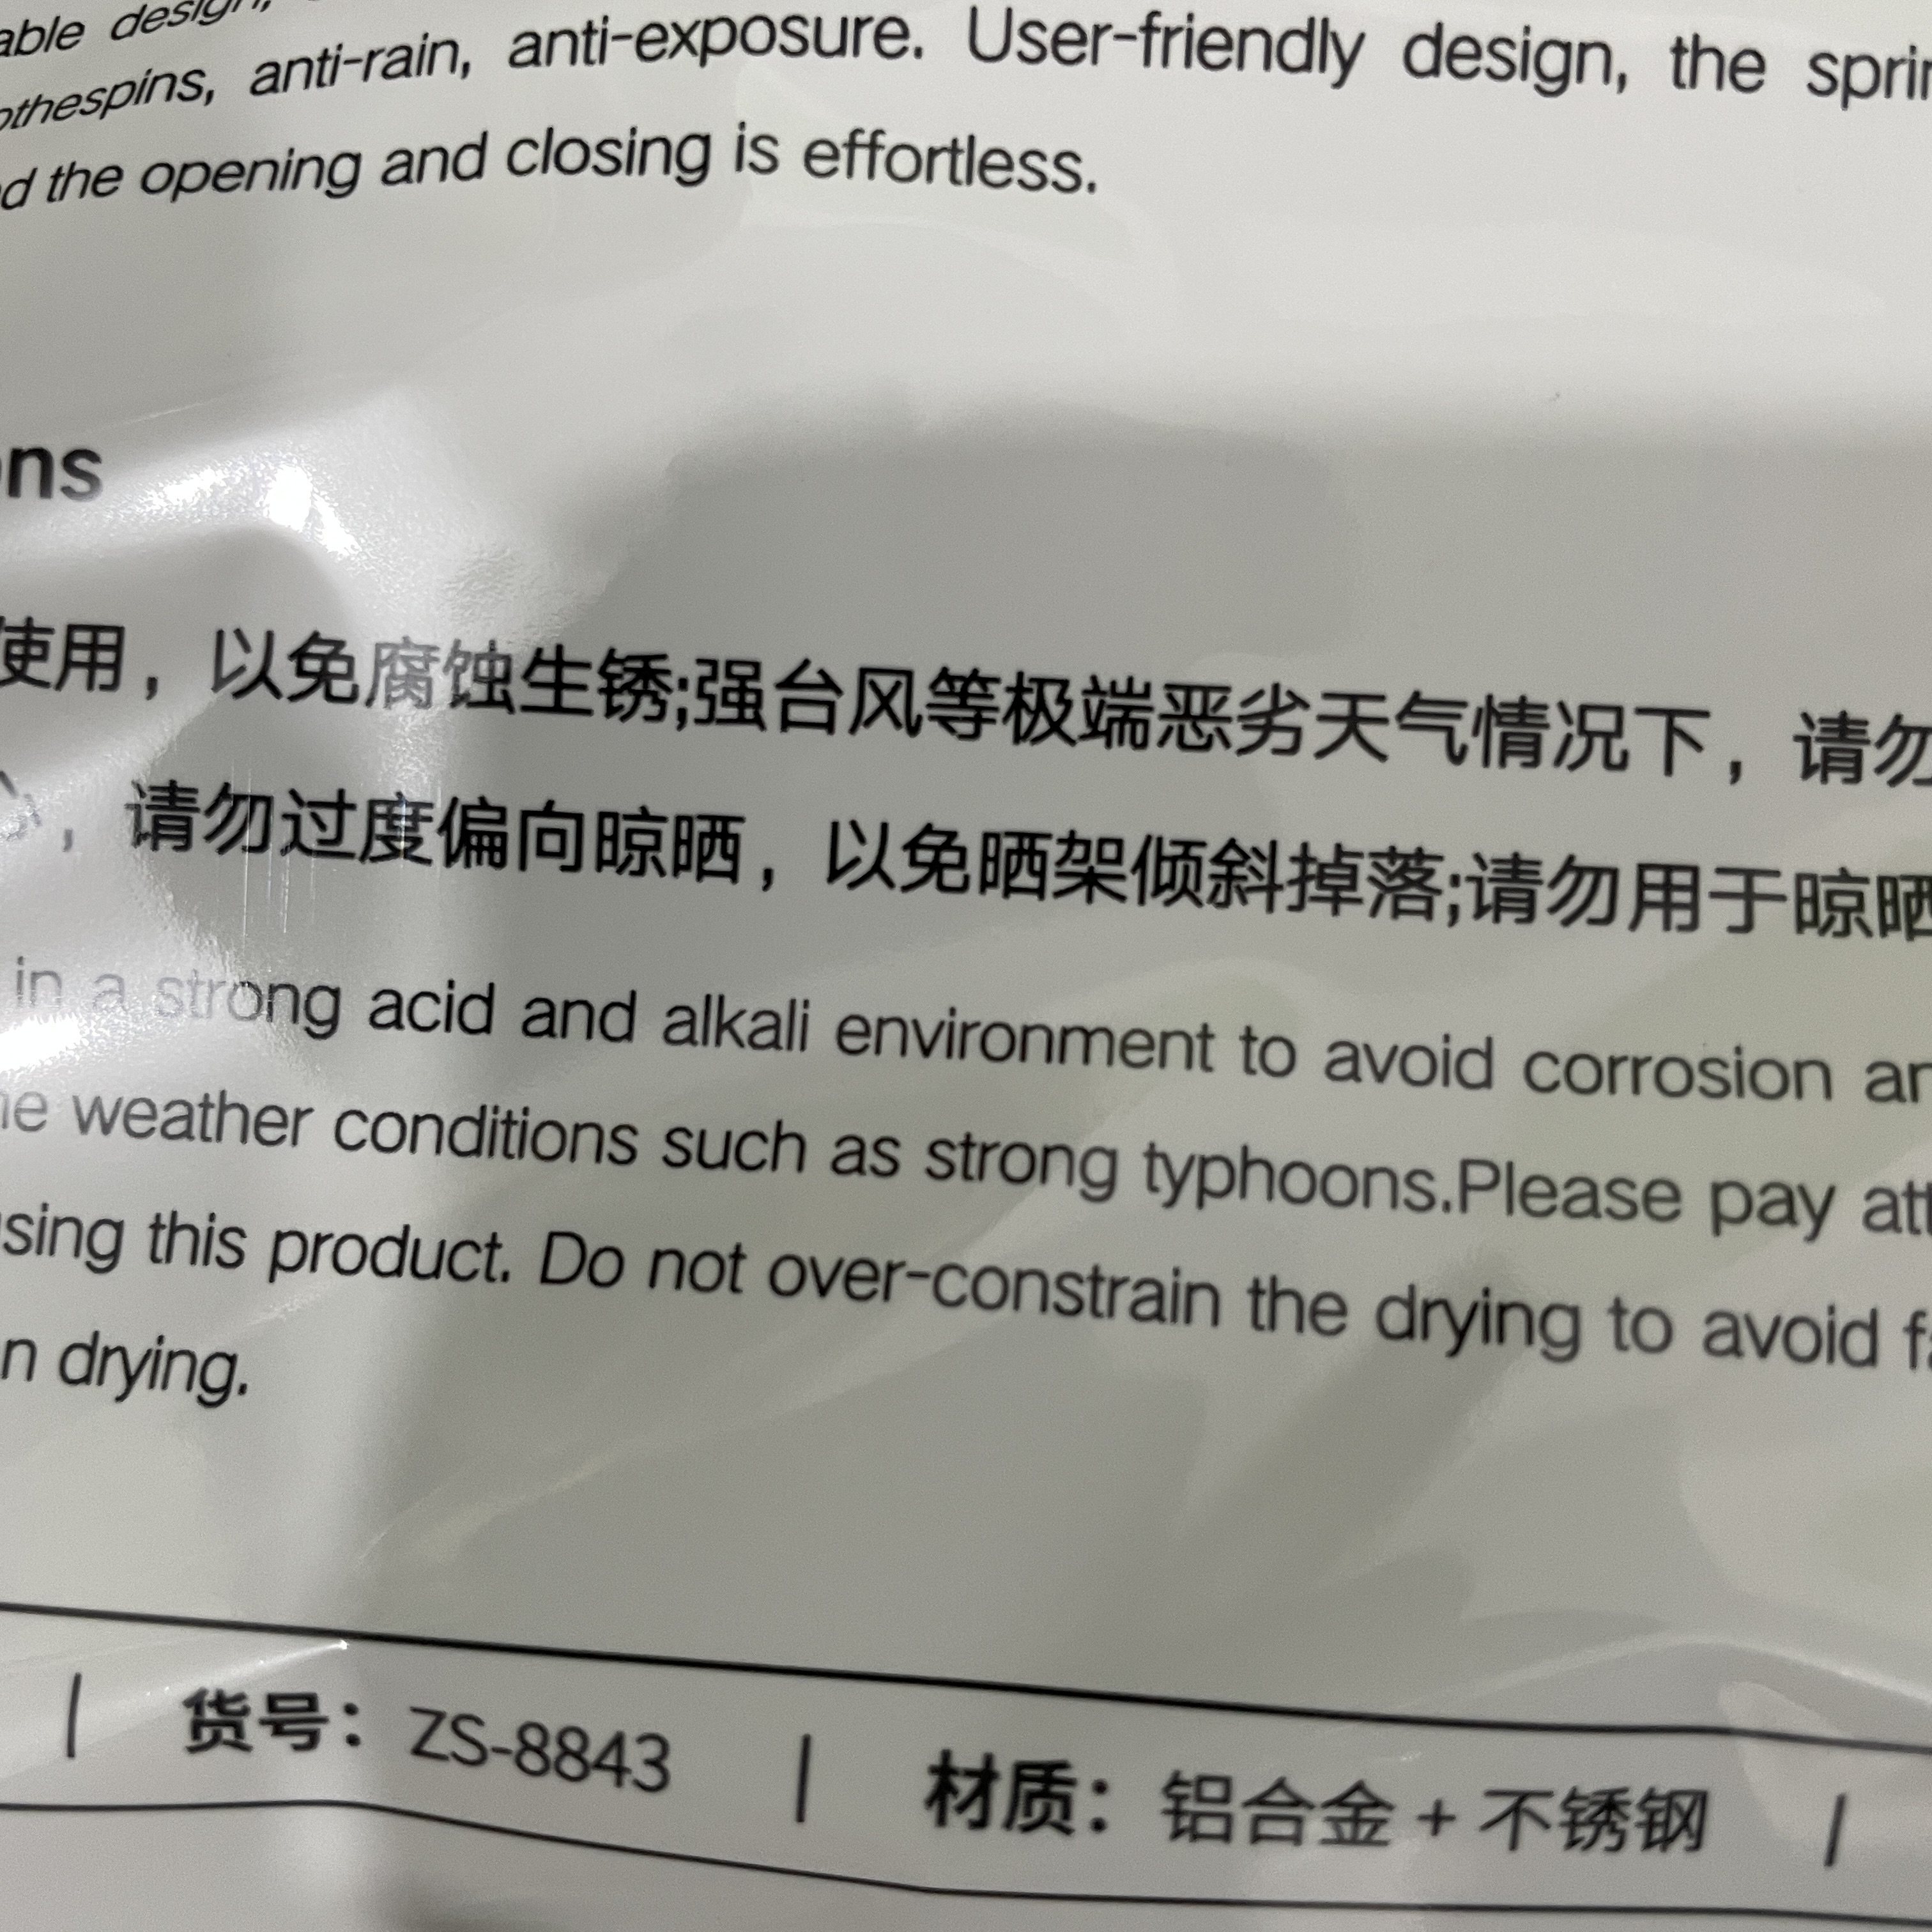 able design,
othespins, anti-rain, anti-exposure. User-friendly design, the sprin
d the opening and closing is effortless.
ons
使用，以免腐蚀生锈;强台风等极端恶劣天气情况下，请勿
，请勿过度偏向晾晒，以免晒架倾斜掉落;请勿用于晾晒
in a strong acid and alkali environment to avoid corrosion an
ne weather conditions such as strong typhoons.Please pay att
using this product. Do not over-constrain the drying to avoid fa
n drying.
| 货号：ZS-8843 | 材质：铝合金 + 不锈钢 |